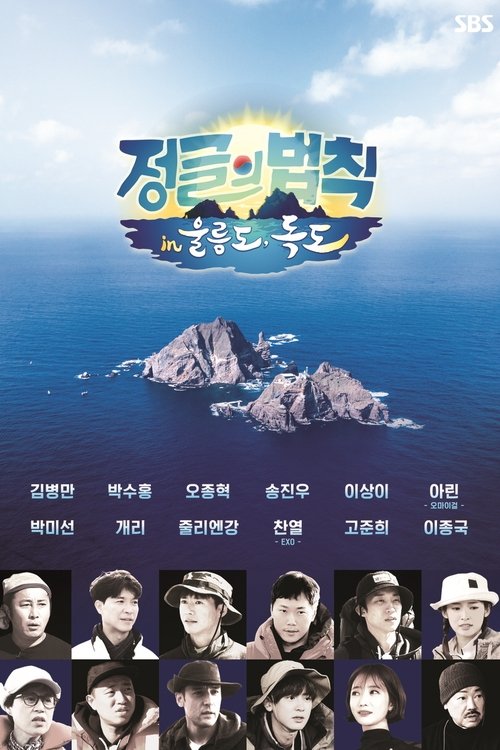 SBS
정글의 법칙
in 울릉도, 독도
김병만 박수홍 오종혁 송진우 이상이 아린
- 오마이걸 -
박미선 개리 줄리엔강 찬열 고준희 이종국
- EXO -